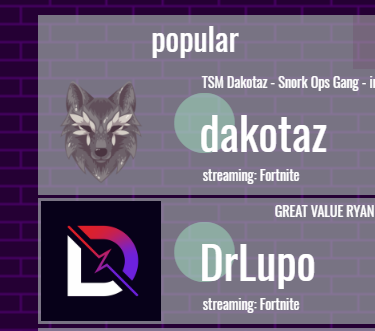 popular
TSM Dakotaz - Snork Ops Gang - i
dakotaz
streaming: Fortnite
GREAT VALUE RYAN
DrLupo
streaming: Fortnite